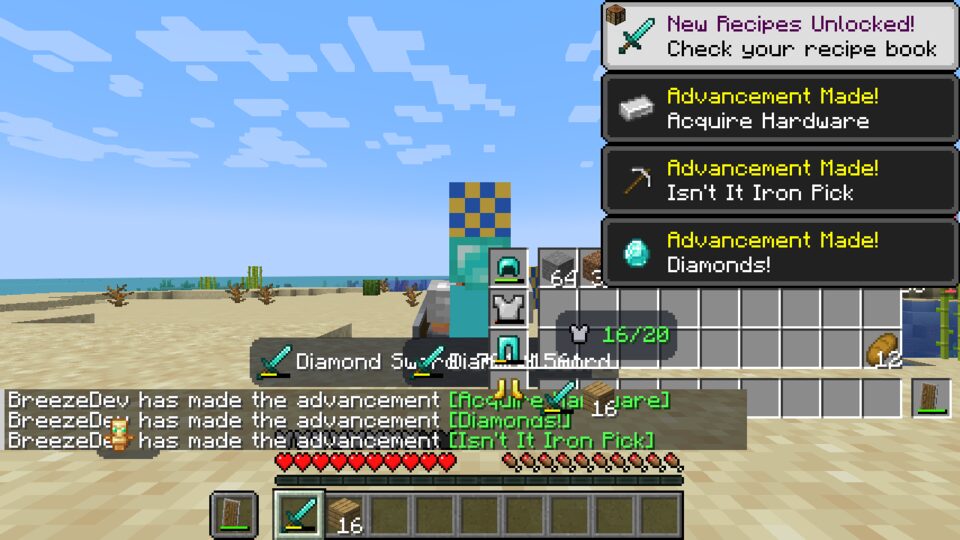 New Recipes Unlocked!
Check your recipe book
Advancement Made!
Acquire Hardware
Advancement Made!
Isn't It Iron Pick
Advancement Made!
Diamonds!
64
16/20
12
Diamond
BreezeDev has made the advancement
16
BreezeDev has made the advancement [Diamonds!]
BreezeDev has made the advancement [Isn't It Iron Pick]
16